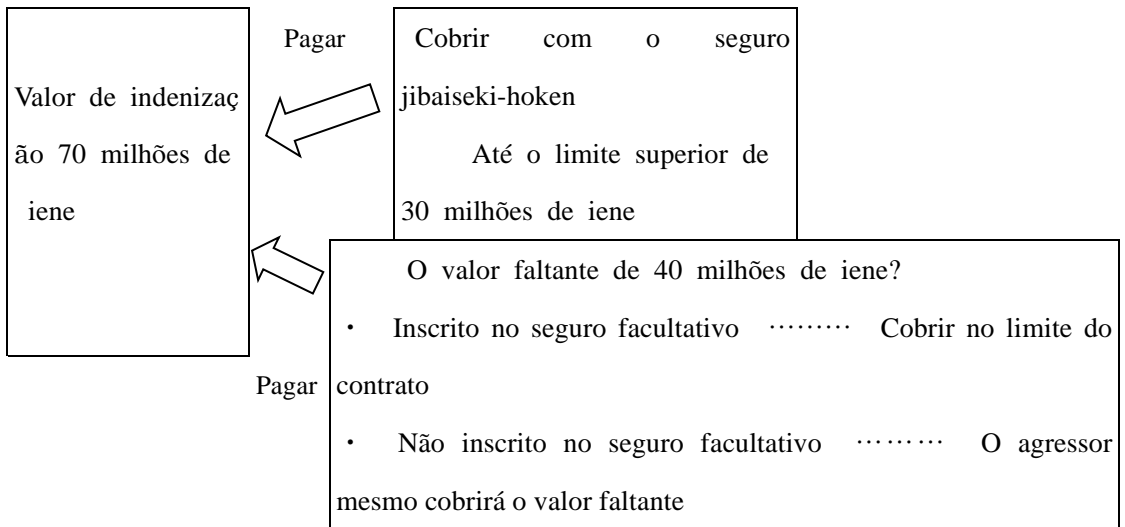 Valor de indenizaç
ão 70 milhões de
iene
Pagar
Cobrir com o seguro
jibaiseki-hoken
Até o limite superior de
30 milhões de iene
Pagar
O valor faltante de 40 milhões de iene?
・ Inscrito no seguro facultativo ⋯⋯⋯ Cobrir no limite do
contrato
・ Não inscrito no seguro facultativo ⋯⋯⋯ O agressor
mesmo cobrirá o valor faltante